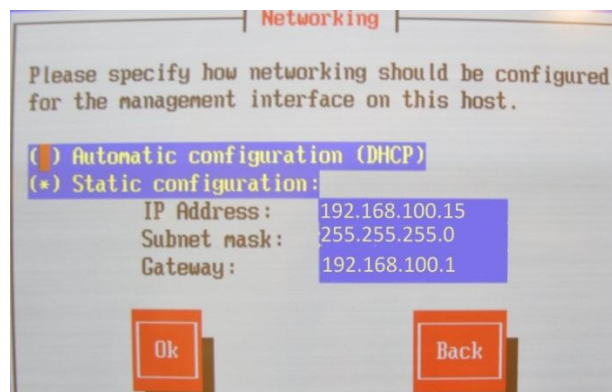 Networking
Please specify how networking should be configured
for the management interface on this host.
( ) Automatic configuration (DHCP)
(*) Static configuration:
IP Address: 192.168.100.15
Subnet mask: 255.255.255.0
Gateway: 192.168.100.1
Ok Back